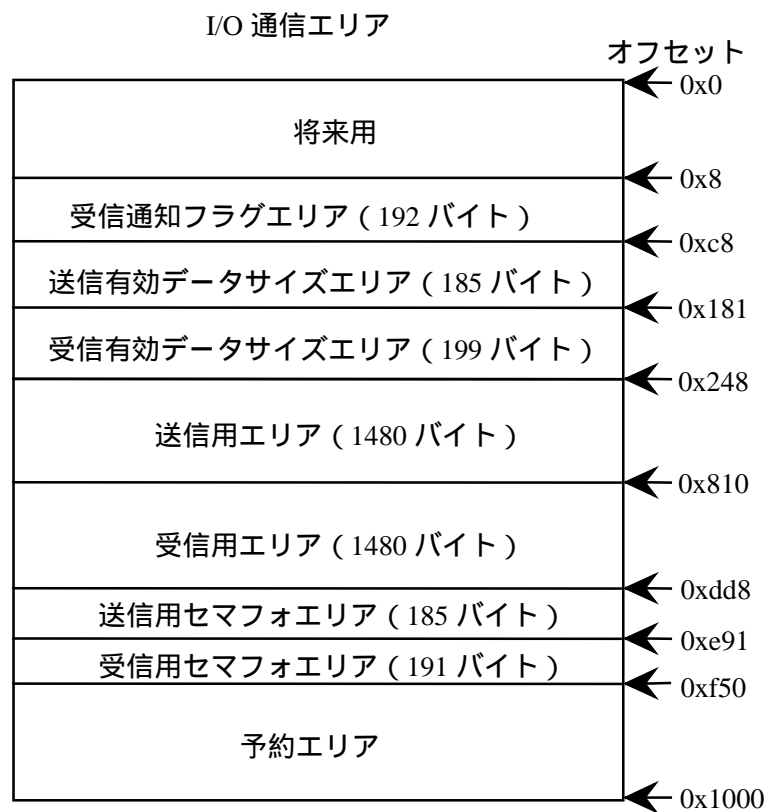 I/O 通信エリア
オフセット
0x0
将来用
0x8
受信通知フラグエリア ( 192 バイト )
0xc8
送信有効データサイズエリア ( 185 バイト )
0x181
受信有効データサイズエリア ( 199 バイト )
0x248
送信用エリア ( 1480 バイト )
0x810
受信用エリア ( 1480 バイト )
0xdd8
送信用セマフォエリア ( 185 バイト )
0xe91
受信用セマフォエリア ( 191 バイト )
0xf50
予約エリア
0x1000